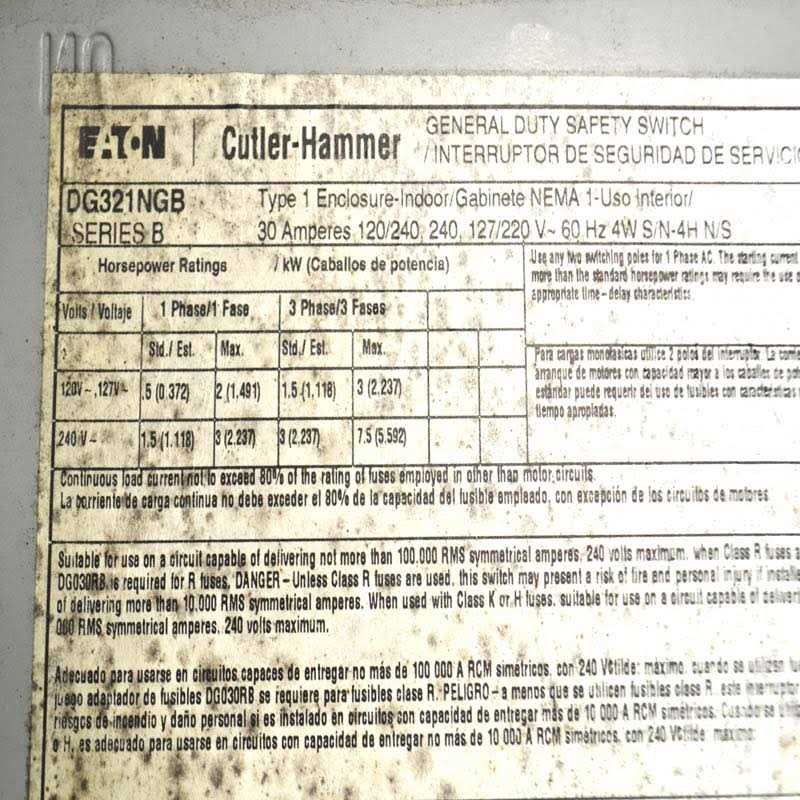 140
EATON | Cutler-Hammer
GENERAL DUTY SAFETY SWITCH
/INTERRUPTOR DE SEGURIDAD DE SERVICIO
DG321NGB
SERIES B
Type 1 Enclosure-Indoor/Gabinete NEMA 1-Uso Interior/
30 Amperes 120/240, 240, 127/220 V~ 60 Hz 4W S/N-4H N/S
Horsepower Ratings / kW (Caballos de potencia)
Volts / Voltaje 1 Phase/1 Fase 3 Phase/3 Fases
Std./ Est. Max. Std./ Est. Max.
120V~ .127V~ .5 (0.372) 2 (1.491) 1.5 (1.118) 3 (2.237)
240 V~ 1.5 (1.118) 3 (2.237) 3 (2.237) 7.5 (5.592)
Use any two switching poles for 1 Phase AC. The starting current
more than the standard horsepower ratings may require the use o
appropriate time-delay characteristics.
Para cargas monofasicas utilice 2 polos del interruptor. La corrie
arranque de motores con capacidad mayor a los caballos de pot
estándar puede requerir del uso de fusibles con características
tiempo apropiadas.
Continuous load current not to exceed 80% of the rating of fuses employed in other than motor circuits.
La corriente de carga continua no debe exceder el 80% de la capacidad del fusible empleado, con excepción de los circuitos de motores
Suitable for use on a circuit capable of delivering not more than 100.000 RMS symmetrical amperes, 240 volts maximum, when Class R fuses a
DG030RB is required for R fuses. DANGER-Unless Class R fuses are used, this switch may present a risk of fire and personal injury if installe
of delivering more than 10.000 RMS symmetrical amperes. When used with Class K or H fuses, suitable for use on a circuit capable of deliveri
000 RMS symmetrical amperes, 240 volts maximum.
Adecuado para usarse en circuitos capaces de entregar no más de 100 000 A RCM simétricos, con 240 Vctilde: máximo, cuando se utilizan fu
juego adaptador de fusibles DG030RB se requiere para fusibles clase R. PELIGRO-a menos que se utilicen fusibles clase R, este interruptor
riesgos de incendio y daño personal si es instalado en circuitos con capacidad de entregar más de 10 000 A RCM simétricos. Cuando se utili
o H, es adecuado para usarse en circuitos con capacidad de entregar no más de 10 000 A RCM simétricos, con 240 Vctilde: máximo